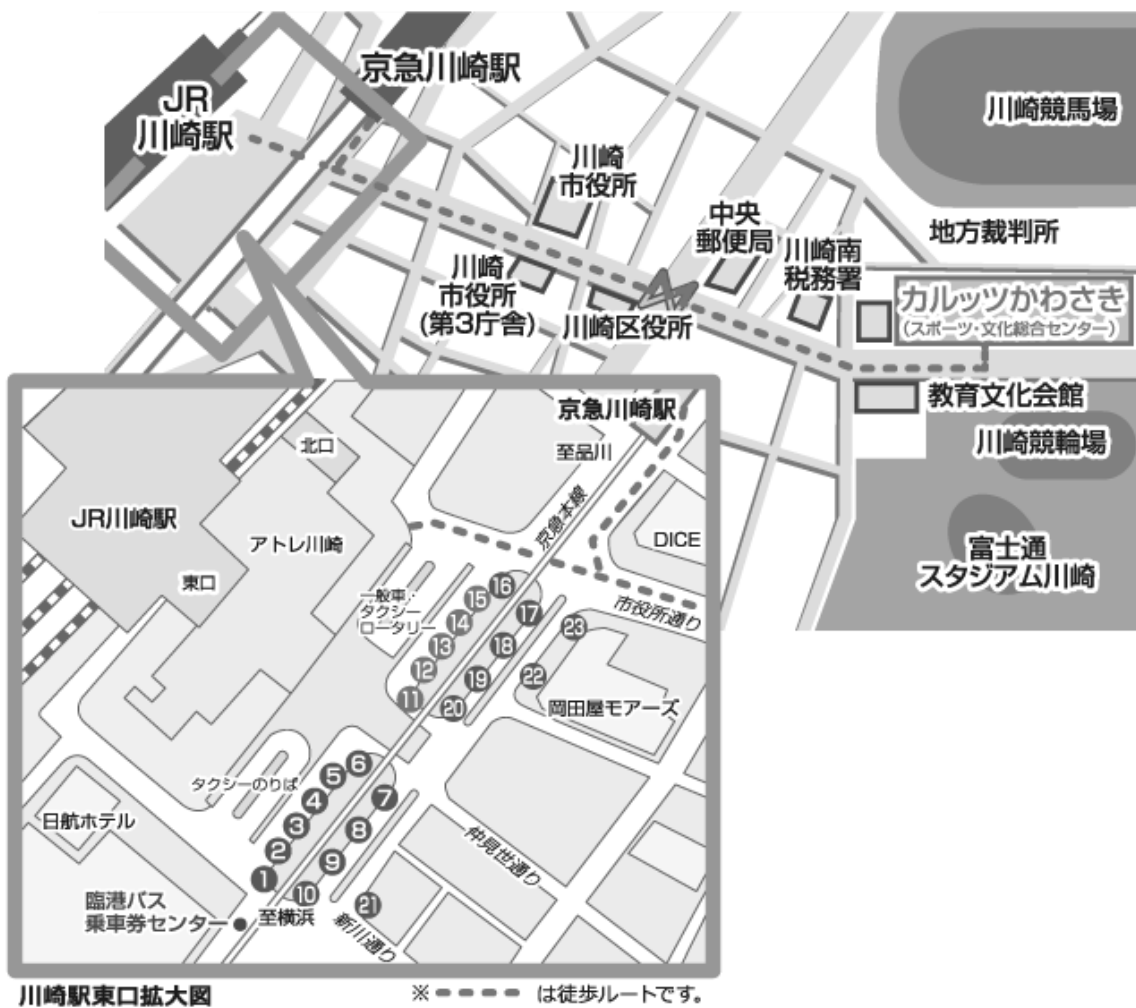 京急川崎駅
JR
川崎駅
川崎競馬場
川崎
市役所
中央
郵便局
地方裁判所
川崎南
税務署
川崎
市役所
(第3庁舎)
川崎区役所
カルッツかわさき
(スポーツ・文化総合センター)
教育文化会館
川崎競輪場
富士通
スタジアム川崎
京急川崎駅
至品川
北口
京急本線
JR川崎駅
アトレ川崎
DICE
東口
一般車・
タクシー
ロータリー
市役所通り
16
15
17
14
23
13
18
12
22
19
11
20
岡田屋モアーズ
6
5
タクシーのりば
4
7
日航ホテル
3
8
仲見世通り
2
9
1
10
21
臨港バス
乗車券センター
至横浜
新川通り
川崎駅東口拡大図
※ は徒歩ルートです。